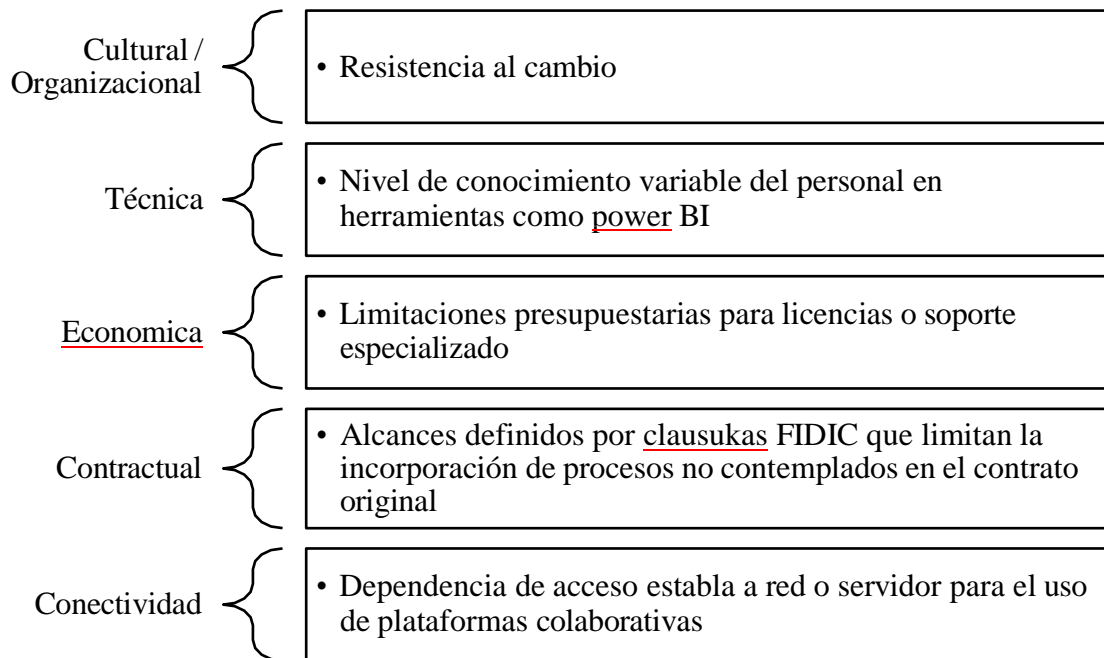 Cultural /
Organizacional
• Resistencia al cambio
Técnica
• Nivel de conocimiento variable del personal en
herramientas como power BI
Economica
• Limitaciones presupuestarias para licencias o soporte
especializado
Contractual
• Alcances definidos por clausukas FIDIC que limitan la
incorporación de procesos no contemplados en el contrato
original
Conectividad
• Dependencia de acceso establa a red o servidor para el uso
de plataformas colaborativas